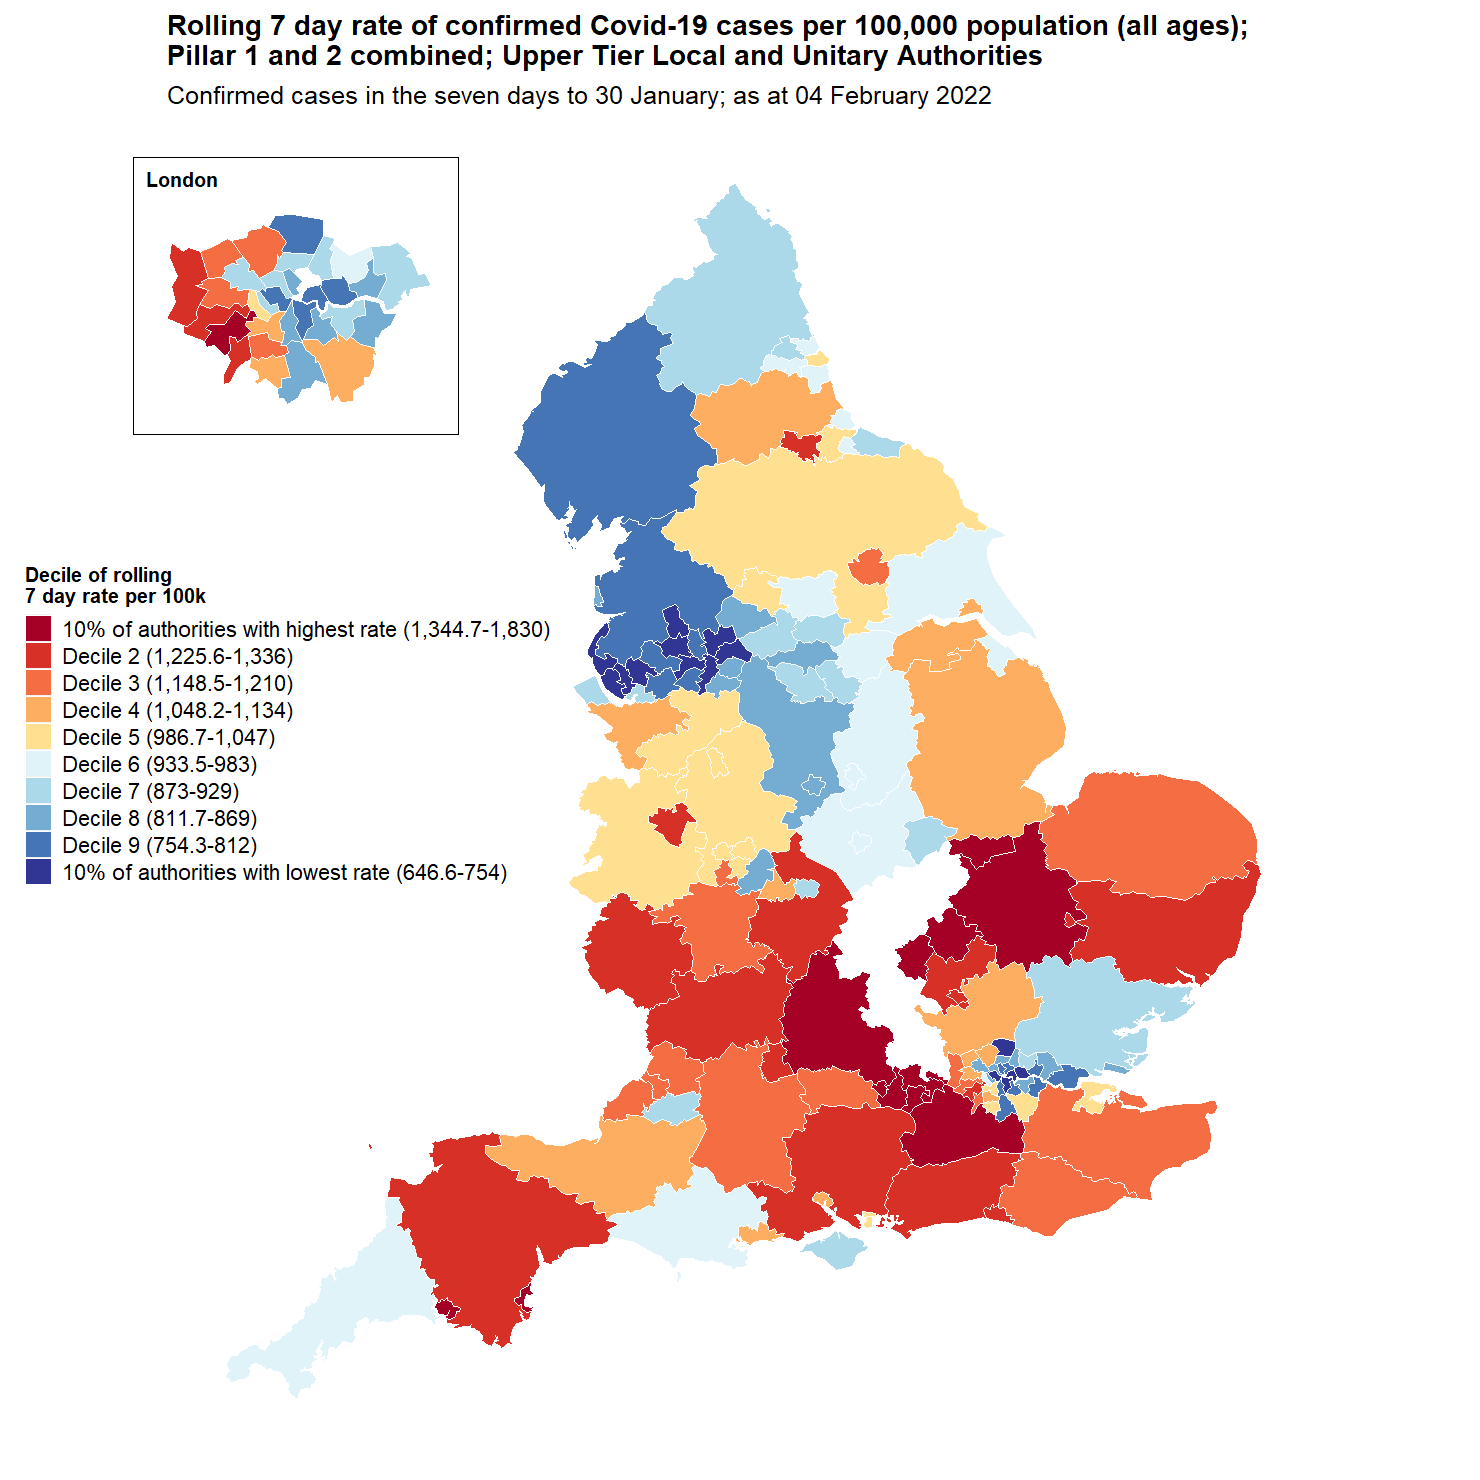 Rolling 7 day rate of confirmed Covid-19 cases per 100,000 population (all ages);
Pillar 1 and 2 combined; Upper Tier Local and Unitary Authorities
Confirmed cases in the seven days to 30 January; as at 04 February 2022
London
Decile of rolling
7 day rate per 100k
10% of authorities with highest rate (1,344.7-1,830)
Decile 2 (1,225.6-1,336)
Decile 3 (1,148.5-1,210)
Decile 4 (1,048.2-1,134)
Decile 5 (986.7-1,047)
Decile 6 (933.5-983)
Decile 7 (873-929)
Decile 8 (811.7-869)
Decile 9 (754.3-812)
10% of authorities with lowest rate (646.6-754)